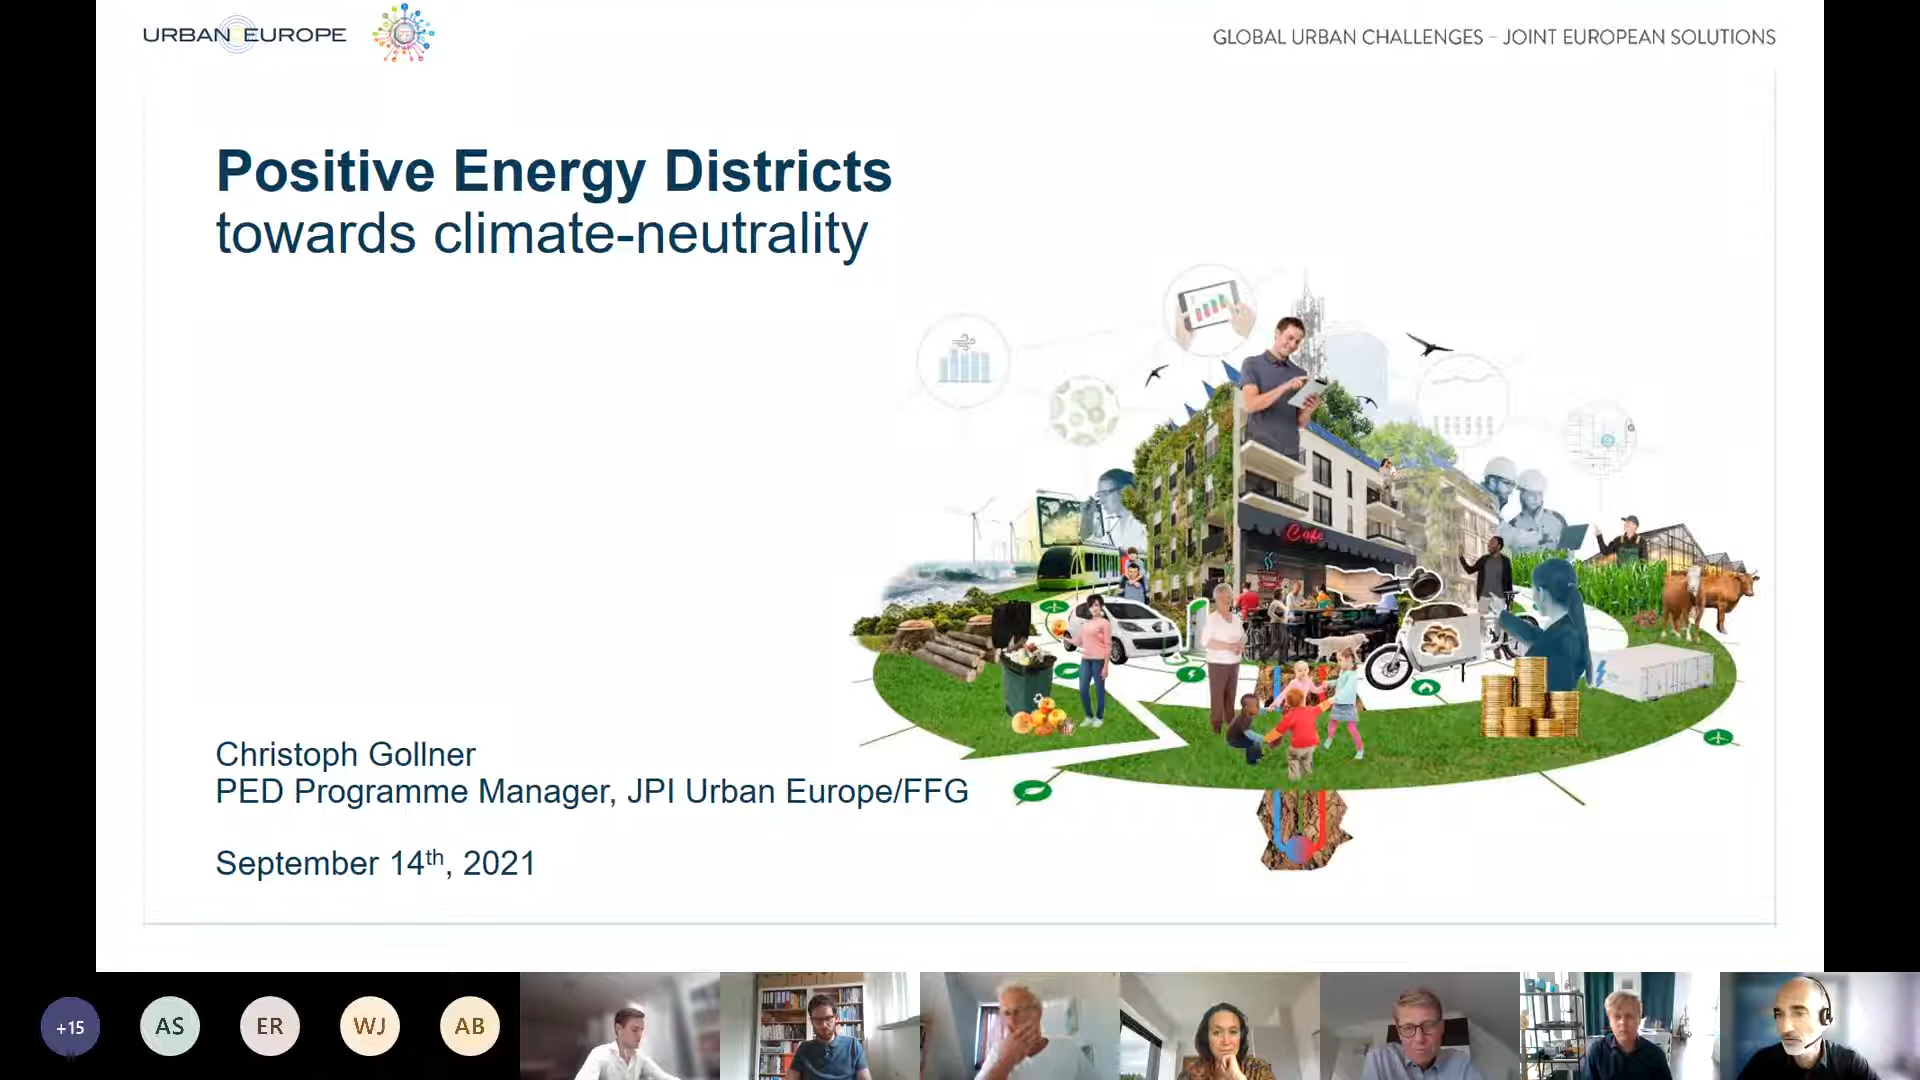 URBAN EUROPE
GLOBAL URBAN CHALLENGES – JOINT EUROPEAN SOLUTIONS
Positive Energy Districts
towards climate-neutrality
Cafe
Christoph Gollner
PED Programme Manager, JPI Urban Europe/FFG
September 14th, 2021
+15
AS
ER
WJ
AB